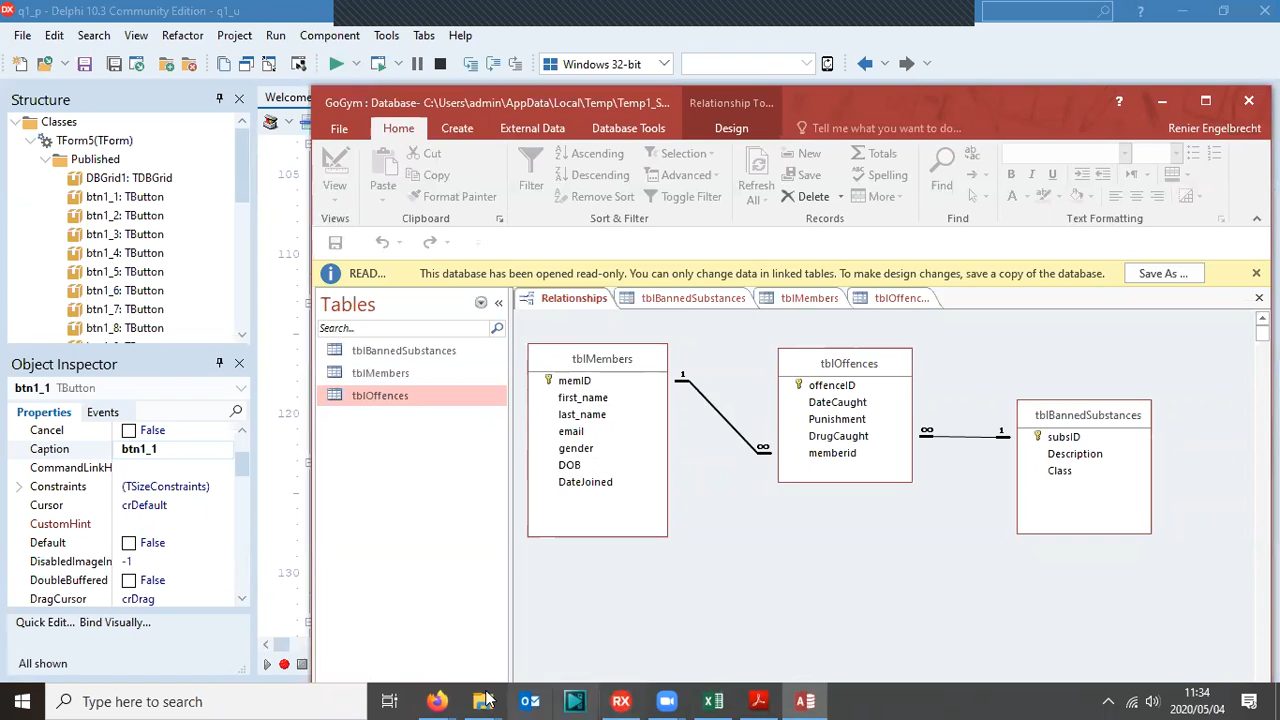 q1_p - Delphi 10.3 Community Edition - q1_u
File Edit Search View Refactor Project Run Component Tools Tabs Help
Windows 32-bit
Structure
Classes
TForm5(TForm)
Published
DBGrid1: TDBGrid
btn1_1: TButton
btn1_2: TButton
btn1_3: TButton
btn1_4: TButton
btn1_5: TButton
btn1_6: TButton
btn1_7: TButton
btn1_8: TButton
Object Inspector
btn1_1 TButton
Properties Events
Cancel False
Caption btn1_1
CommandLinkH
Constraints (TSizeConstraints)
Cursor crDefault
CustomHint
Default False
DisabledImageIn -1
DoubleBuffered False
DragCursor crDrag
Quick Edit... Bind Visually...
All shown
Welcome
105
110
120
130
GoGym : Database- C:\Users\admin\AppData\Local\Temp\Temp1_S...
Relationship To...
File Home Create External Data Database Tools Design Tell me what you want to do...
Renier Engelbrecht
View
Views
Paste
Cut
Copy
Format Painter
Clipboard
Filter
Ascending
Descending
Remove Sort
Selection
Advanced
Toggle Filter
Sort & Filter
Refresh
All
New
Save
Delete
Totals
Spelling
More
Records
Find
Find
Text Formatting
READ... This database has been opened read-only. You can only change data in linked tables. To make design changes, save a copy of the database. Save As ...
Tables
Search...
tblBannedSubstances
tblMembers
tblOffences
Relationships tblBannedSubstances tblMembers tblOffenc...
tblMembers
memID
first_name
last_name
email
gender
DOB
DateJoined
1
∞
tblOffences
offenceID
DateCaught
Punishment
DrugCaught
memberid
∞
1
tblBannedSubstances
subsID
Description
Class
Type here to search
11:34
2020/05/04